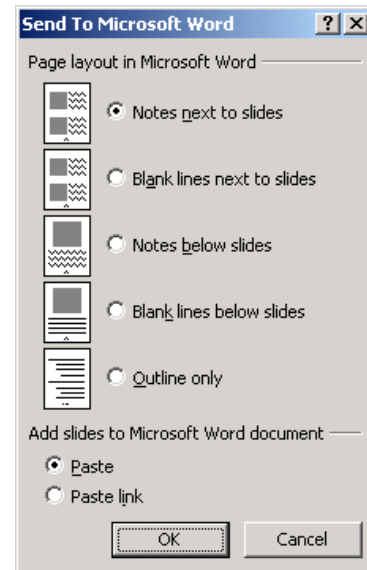 Send To Microsoft Word
Page layout in Microsoft Word
Notes next to slides
Blank lines next to slides
Notes below slides
Blank lines below slides
Outline only
Add slides to Microsoft Word document
Paste
Paste link
OK Cancel